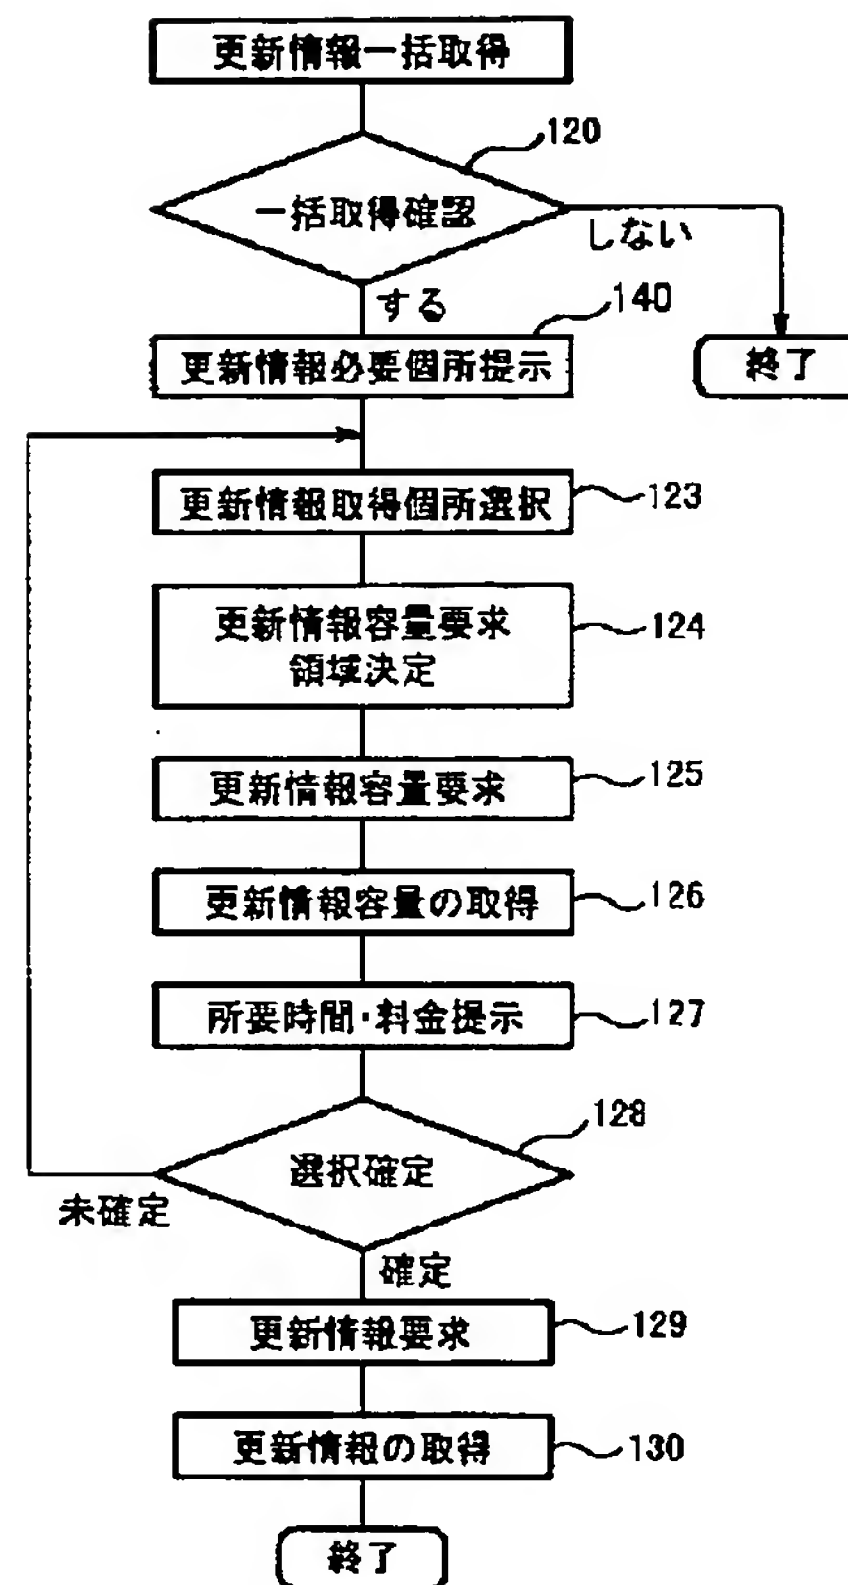 更新情報一括取得
120
一括取得確認
しない
する
140
更新情報必要個所提示
終了
更新情報取得個所選択
123
更新情報容量要求
領域決定
124
更新情報容量要求
125
更新情報容量の取得
126
所要時間・料金提示
127
128
選択確定
未確定
確定
更新情報要求
129
更新情報の取得
130
終了